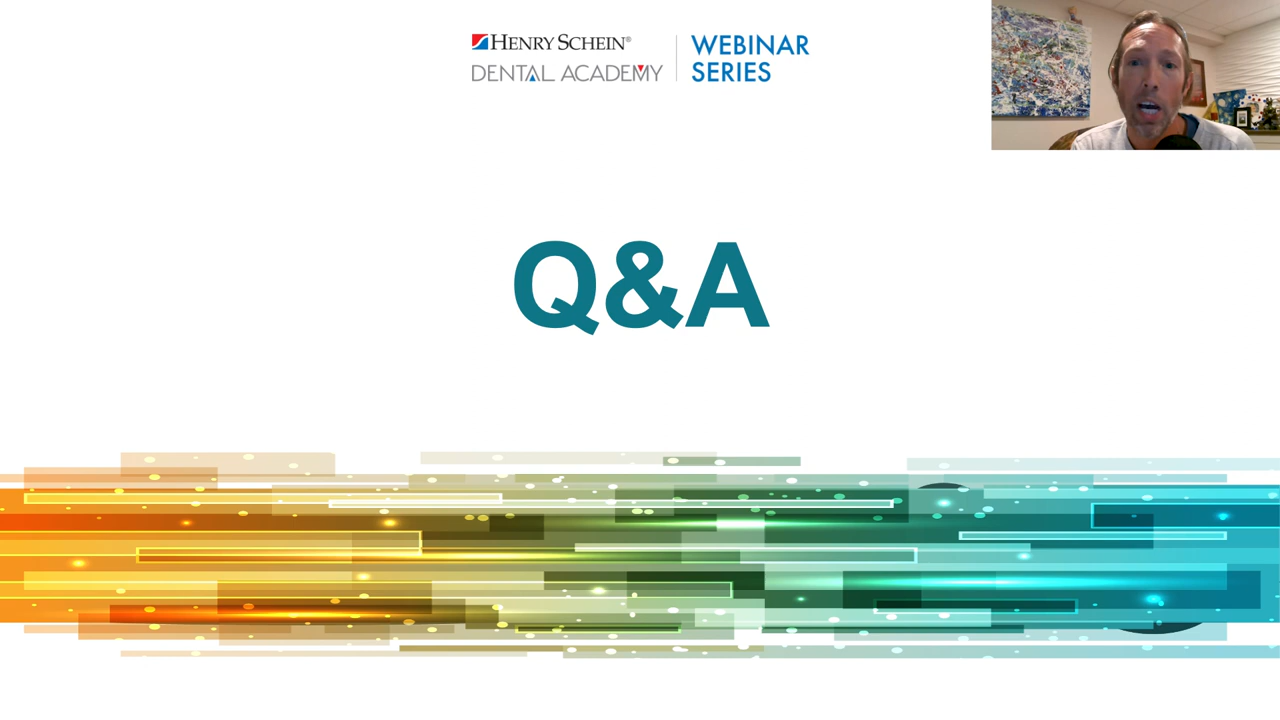 HENRY SCHEIN®
DENTAL ACADEMY
WEBINAR
SERIES
Q&A